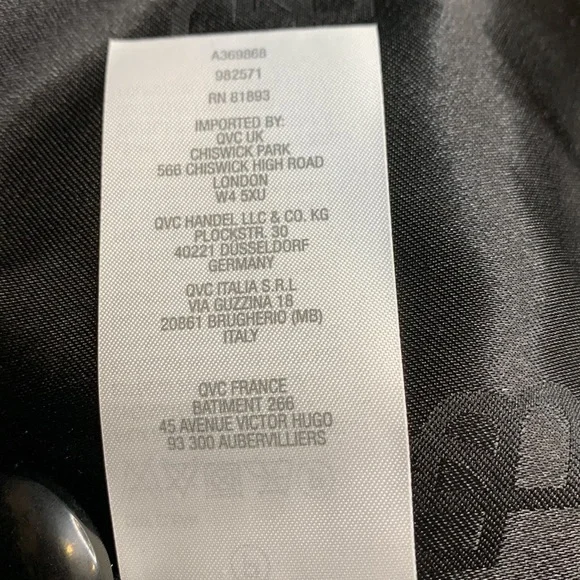 A369868
982571
RN 81893
IMPORTED BY:
QVC UK
CHISWICK PARK
566 CHISWICK HIGH ROAD
LONDON
W4 5XU
QVC HANDEL LLC & CO. KG
PLOCKSTR. 30
40221 DÜSSELDORF
GERMANY
QVC ITALIA S.R.L
VIA GUZZINA 18
20861 BRUGHERIO (MB)
ITALY
QVC FRANCE
BATIMENT 266
45 AVENUE VICTOR HUGO
93 300 AUBERVILLIERS